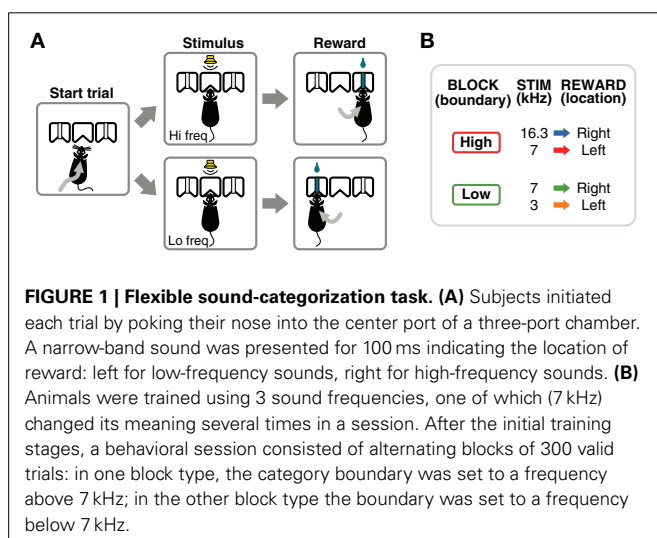 A
Start trial
Stimulus
Reward
Hi freq
Lo freq
B
BLOCK (boundary) STIM (kHz) REWARD (location)
High
16.3 → Right
7 → Left
Low
7 → Right
3 → Left
FIGURE 1 | Flexible sound-categorization task. (A) Subjects initiated
each trial by poking their nose into the center port of a three-port chamber.
A narrow-band sound was presented for 100 ms indicating the location of
reward: left for low-frequency sounds, right for high-frequency sounds. (B)
Animals were trained using 3 sound frequencies, one of which (7 kHz)
changed its meaning several times in a session. After the initial training
stages, a behavioral session consisted of alternating blocks of 300 valid
trials: in one block type, the category boundary was set to a frequency
above 7 kHz; in the other block type the boundary was set to a frequency
below 7 kHz.